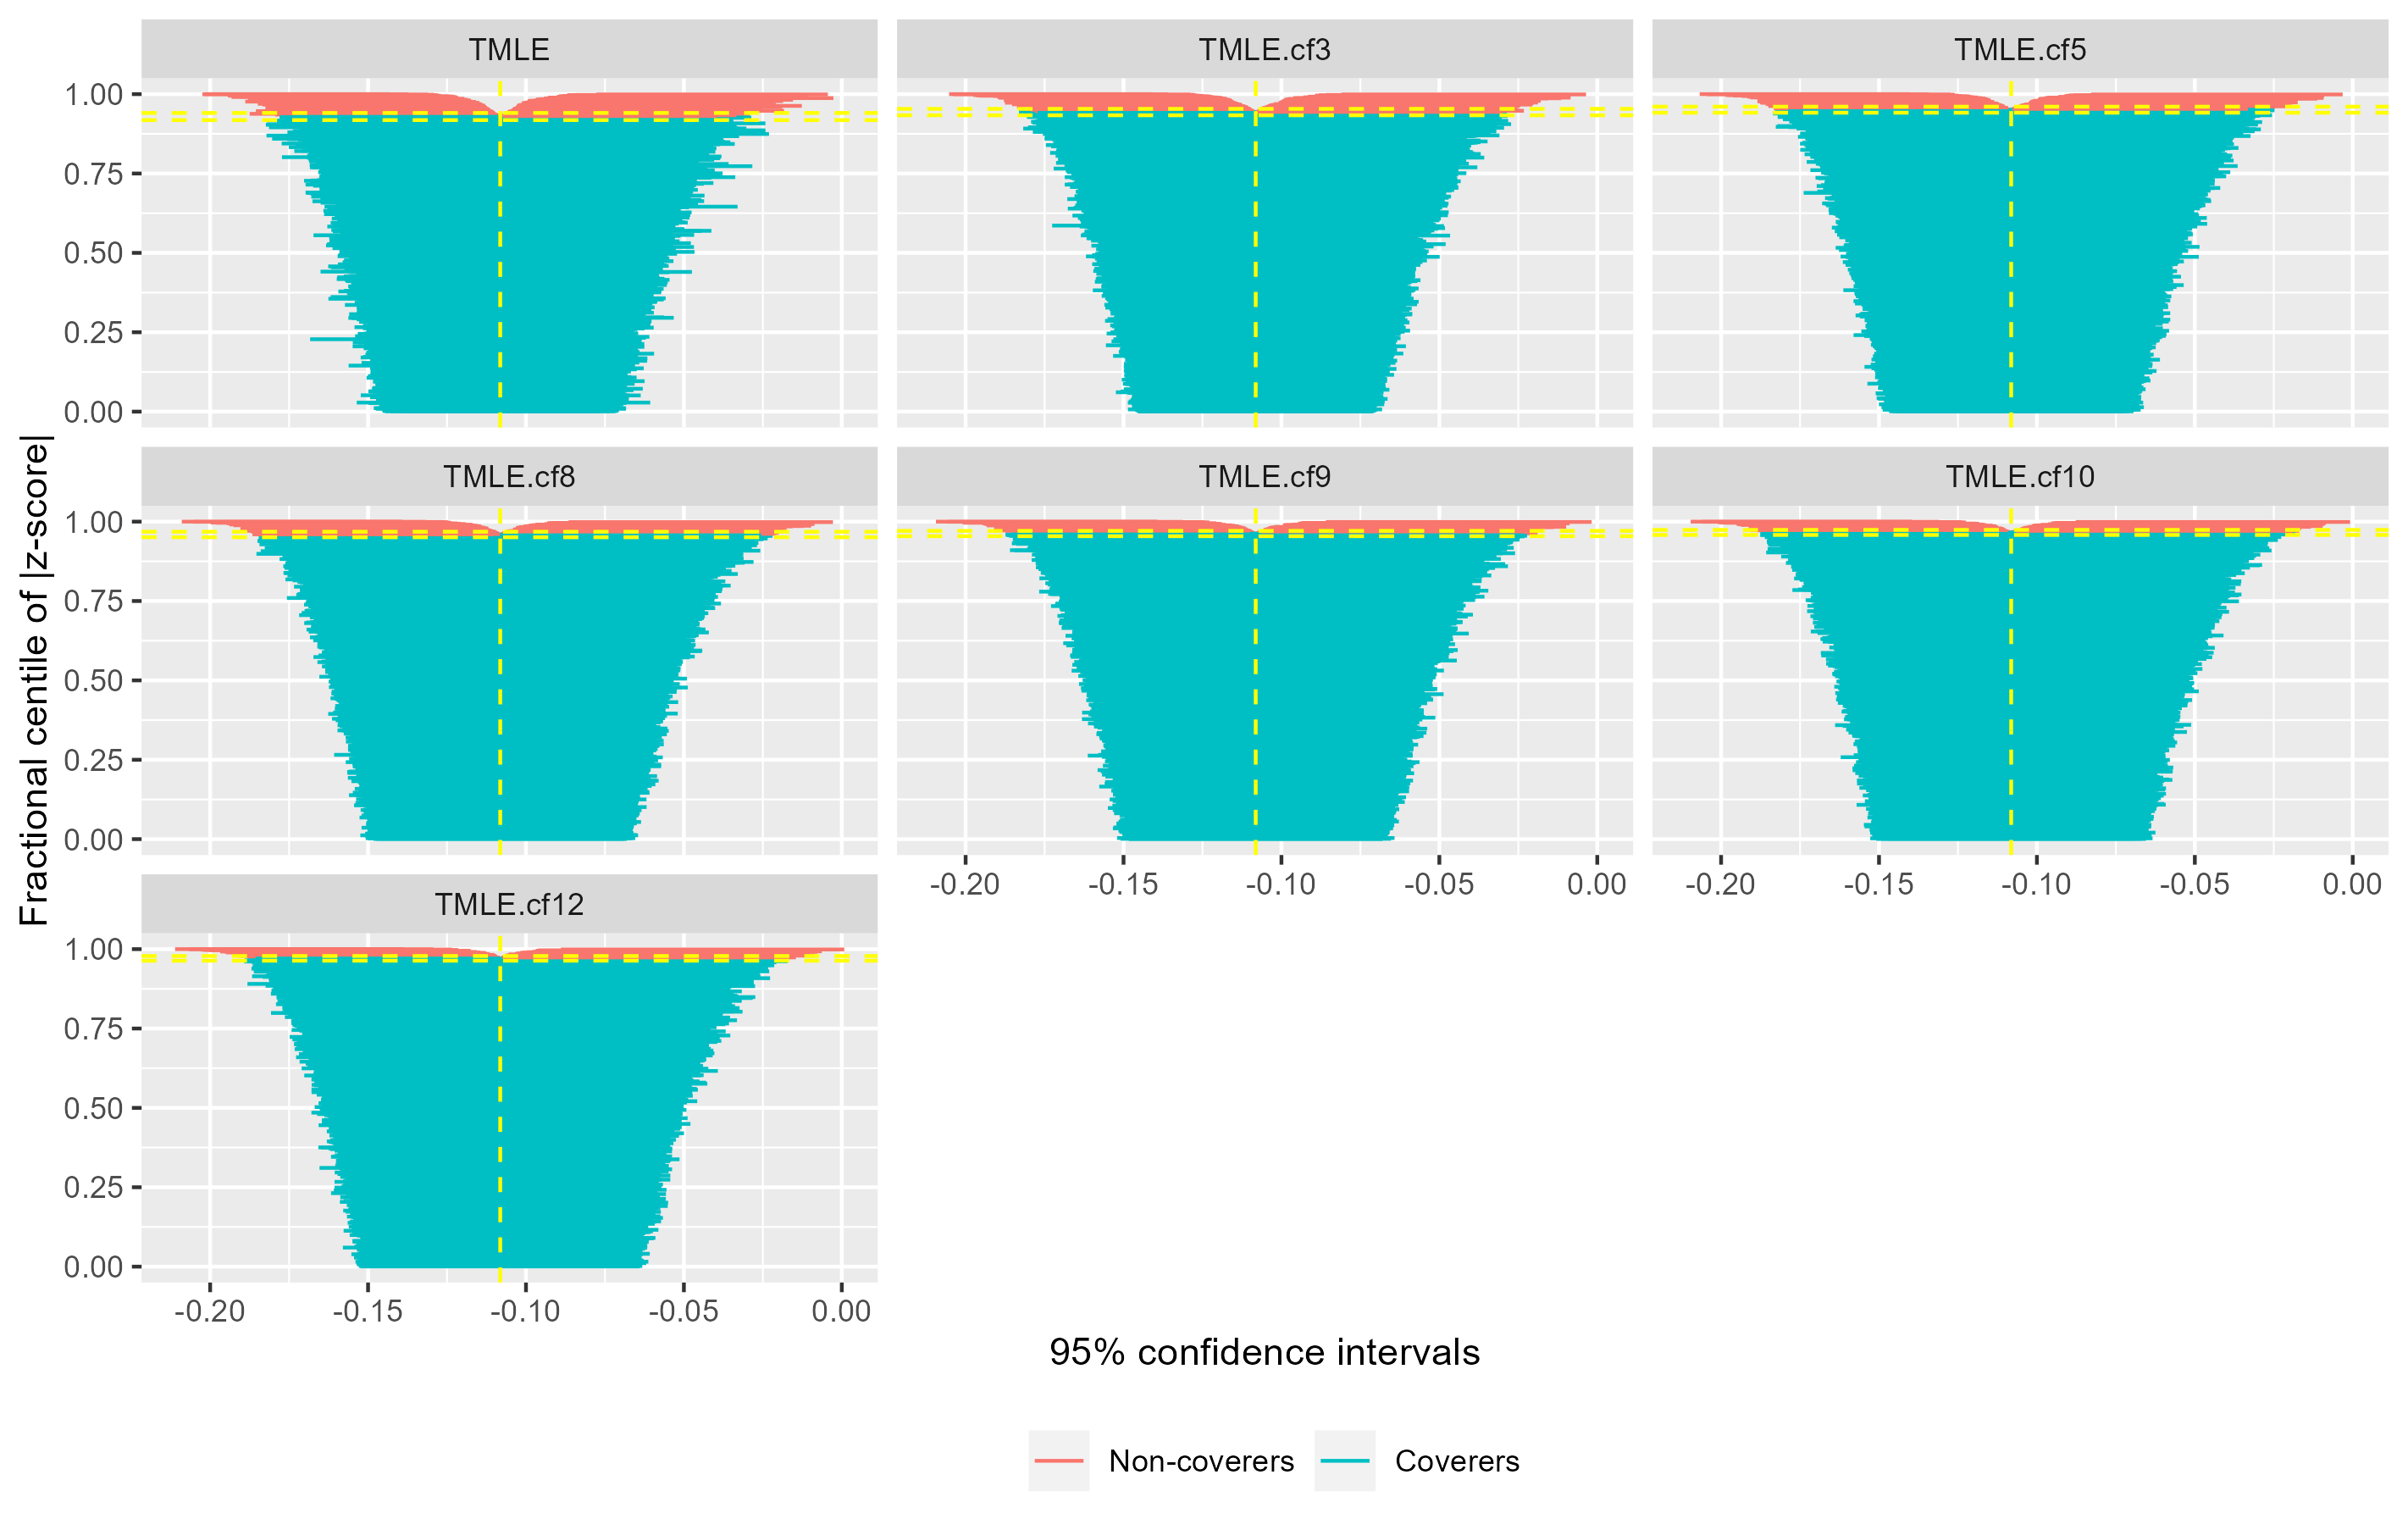 TMLE
TMLE.cf3
TMLE.cf5
1.00
0.75
0.50
0.25
0.00
TMLE.cf8
TMLE.cf9
TMLE.cf10
1.00
0.75
0.50
0.25
0.00
-0.20 -0.15 -0.10 -0.05 0.00
-0.20 -0.15 -0.10 -0.05 0.00
TMLE.cf12
1.00
0.75
0.50
0.25
0.00
-0.20 -0.15 -0.10 -0.05 0.00
Fractional centile of |z-score|
95% confidence intervals
Non-coverers
Coverers